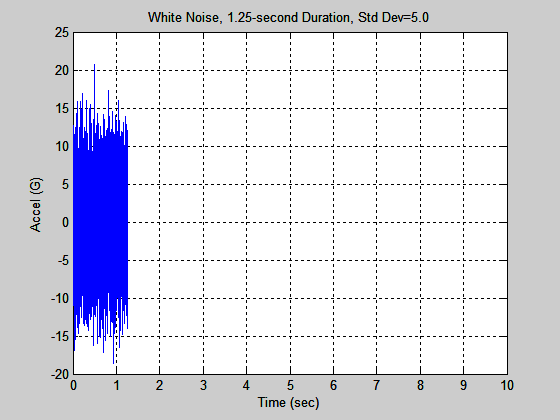 White Noise, 1.25-second Duration, Std Dev=5.0
25
20
15
10
5
0
-5
-10
-15
-20
Accel (G)
0 1 2 3 4 5 6 7 8 9 10
Time (sec)